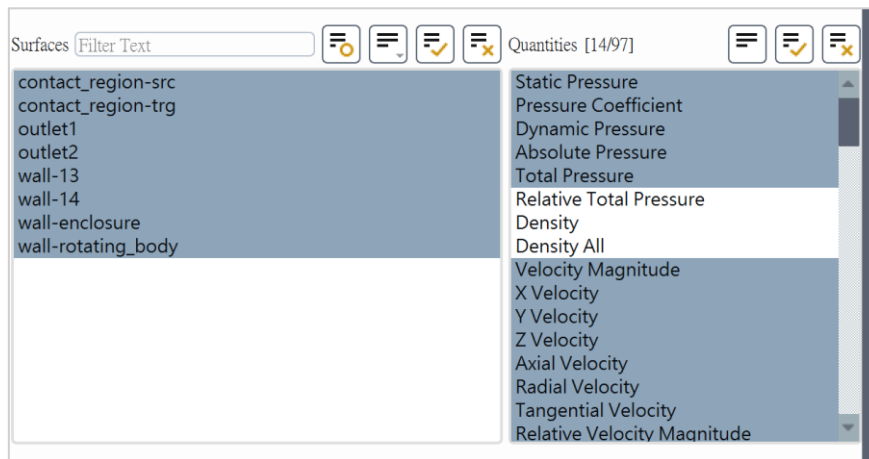 Surfaces Filter Text
contact_region-src
contact_region-trg
outlet1
outlet2
wall-13
wall-14
wall-enclosure
wall-rotating_body
Quantities [14/97]
Static Pressure
Pressure Coefficient
Dynamic Pressure
Absolute Pressure
Total Pressure
Relative Total Pressure
Density
Density All
Velocity Magnitude
X Velocity
Y Velocity
Z Velocity
Axial Velocity
Radial Velocity
Tangential Velocity
Relative Velocity Magnitude